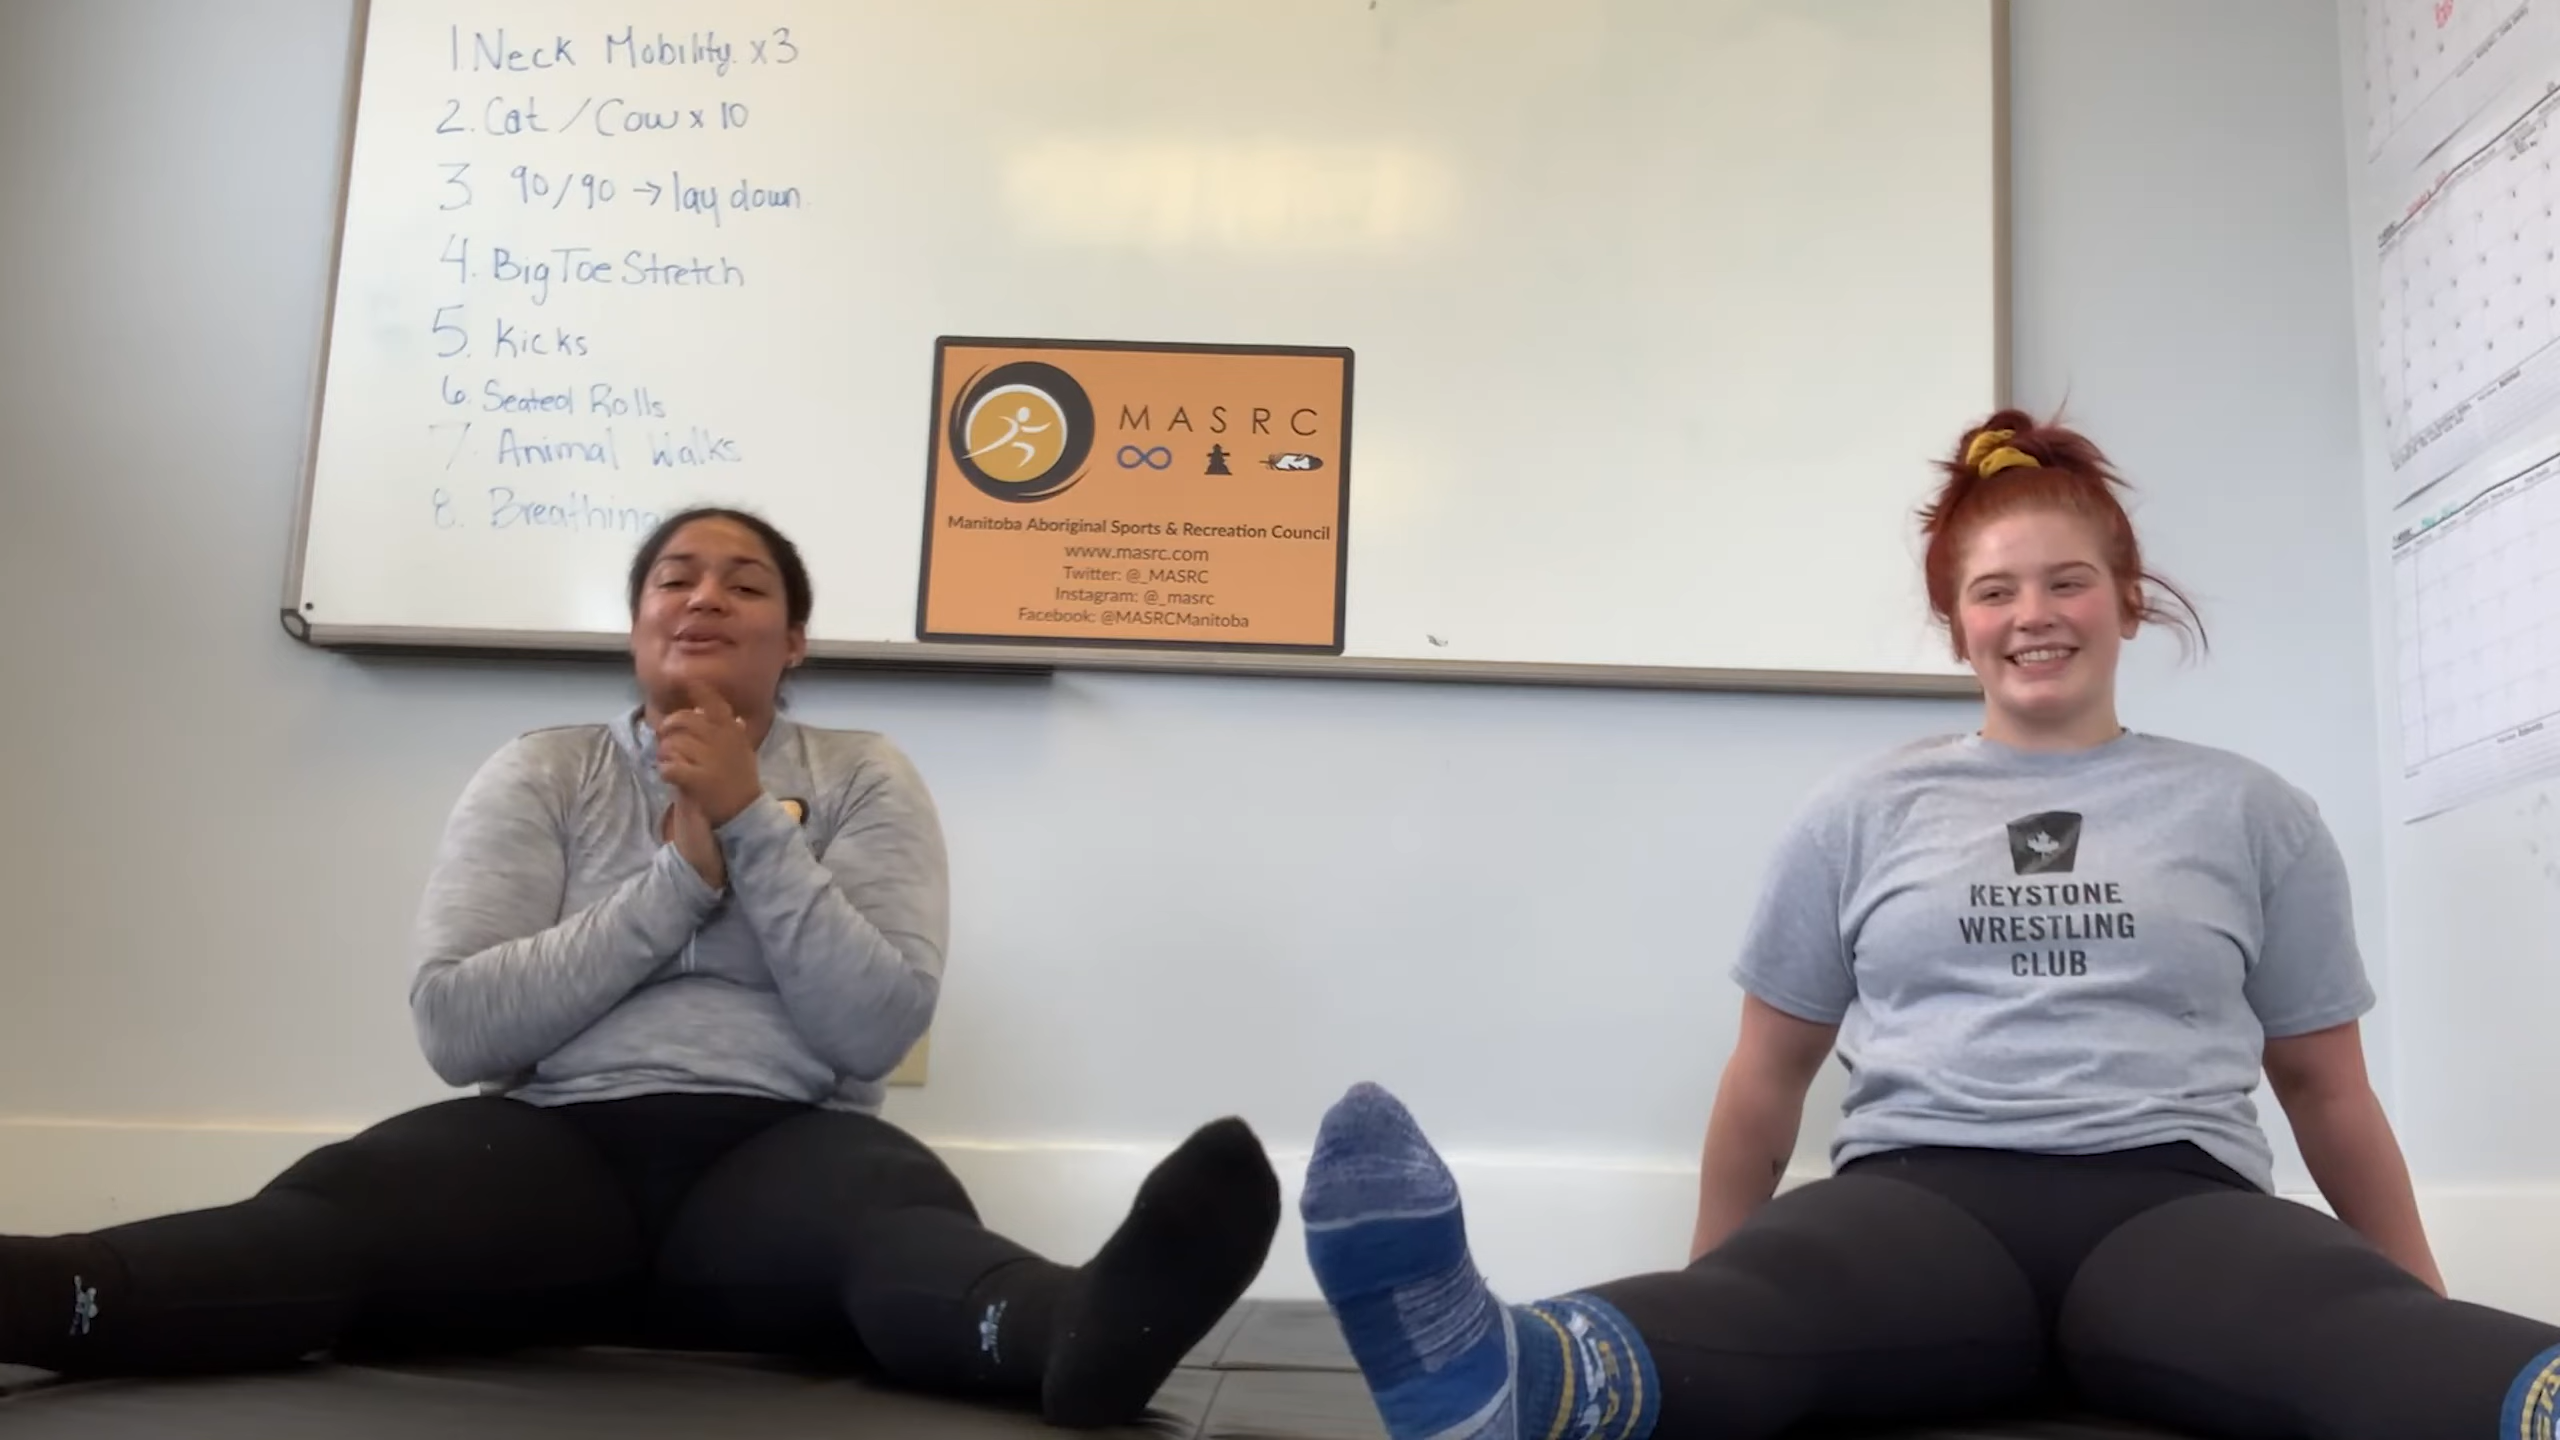 1 Neck Mobility. x3
2. Cat / Cow x 10
3 90/90 → lay down.
4. Big Toe Stretch
5. Kicks
6. Seated Rolls
7. Animal Walks
8. Breathing
MASRC
Manitoba Aboriginal Sports & Recreation Council
www.masrc.com
Twitter: @_MASRC
Instagram: @_masrc
Facebook: @MASRCManitoba
KEYSTONE
WRESTLING
CLUB